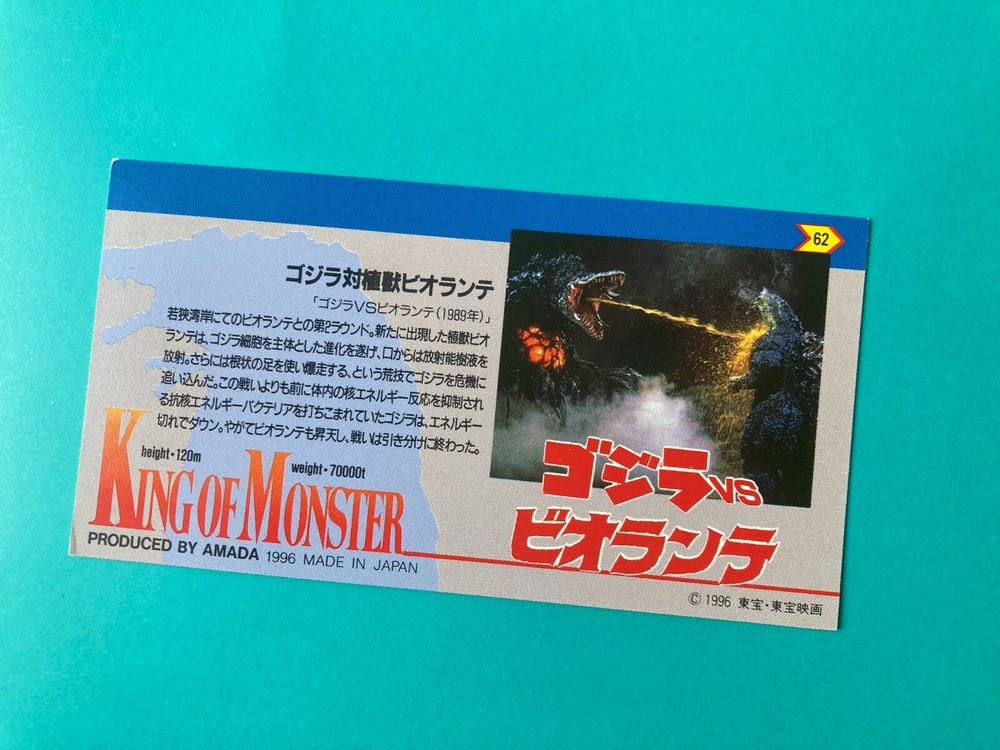 62
ゴジラ対植獣ビオランテ
「ゴジラVSビオランテ(1989年)」
若狭湾岸にてのビオランテとの第2ラウンド。新たに出現した植獣ビオ
ランテは、ゴジラ細胞を主体とした進化を遂げ、口からは放射能樹液を
放射。さらには根状の足を使い爆走する、という荒技でゴジラを危機に
追い込んだ。この戦いよりも前に体内の核エネルギー反応を抑制され
る抗核エネルギーバクテリアを打ちこまれていたゴジラは、エネルギー
切れでダウン。やがてビオランテも昇天し、戦いは引き分けに終わった。
height・120m
weight・70000t
KING OF MONSTER
PRODUCED BY AMADA 1996 MADE IN JAPAN
ゴジラVS
ビオランテ
© 1996 東宝・東宝映画